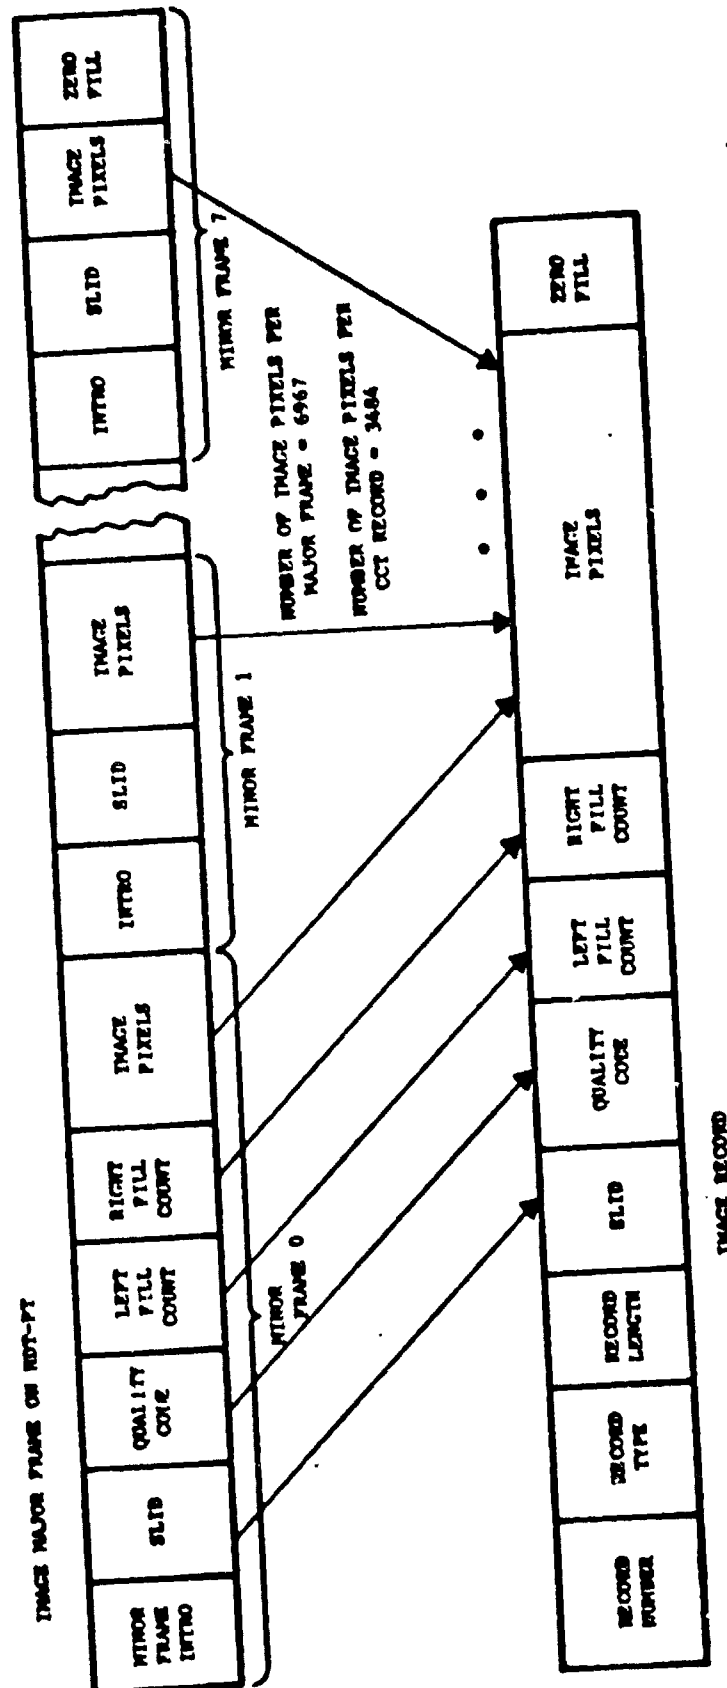 IMAGE MAJOR FRAME ON HDT-PT
MINOR
FRAME
INTRO
SLID
QUALITY
CODE
LEFT
FILL
COUNT
RIGHT
FILL
COUNT
IMAGE
PIXELS
INTRO
SLID
IMAGE
PIXELS
INTRO
SLID
IMAGE
PIXELS
ZERO
FILL
MINOR
FRAME 0
MINOR FRAME 1
MINOR FRAME 7
NUMBER OF IMAGE PIXELS PER
MAJOR FRAME = 6967
NUMBER OF IMAGE PIXELS PER
CCT RECORD = 3484
RECORD
NUMBER
RECORD
TYPE
RECORD
LENGTH
SLID
QUALITY
CODE
LEFT
FILL
COUNT
RIGHT
FILL
COUNT
IMAGE
PIXELS
ZERO
FILL
IMAGE RECORD